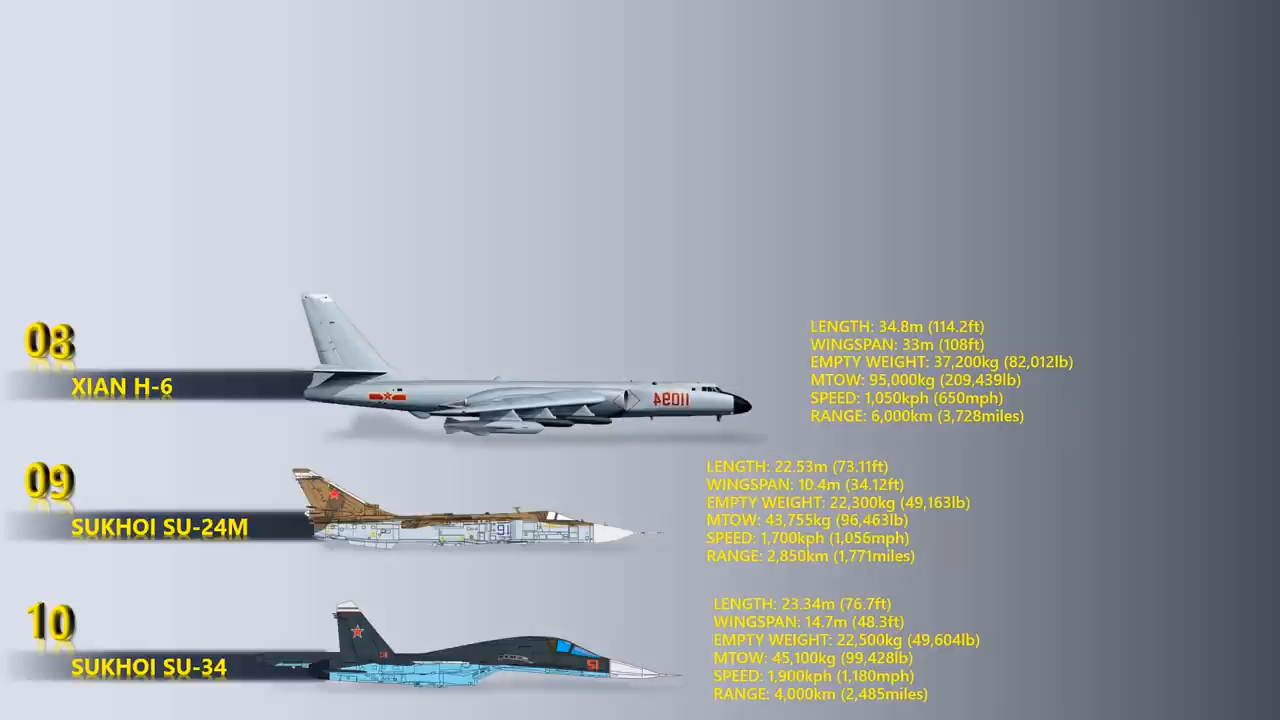 08
XIAN H-6
LENGTH: 34.8m (114.2ft)
WINGSPAN: 33m (108ft)
EMPTY WEIGHT: 37,200kg (82,012lb)
MTOW: 95,000kg (209,439lb)
SPEED: 1,050kph (650mph)
RANGE: 6,000km (3,728miles)
11094
09
SUKHOI SU-24M
LENGTH: 22.53m (73.11ft)
WINGSPAN: 10.4m (34.12ft)
EMPTY WEIGHT: 22,300kg (49,163lb)
MTOW: 43,755kg (96,463lb)
SPEED: 1,700kph (1,056mph)
RANGE: 2,850km (1,771miles)
10
SUKHOI SU-34
LENGTH: 23.34m (76.7ft)
WINGSPAN: 14.7m (48.3ft)
EMPTY WEIGHT: 22,500kg (49,604lb)
MTOW: 45,100kg (99,428lb)
SPEED: 1,900kph (1,180mph)
RANGE: 4,000km (2,485miles)